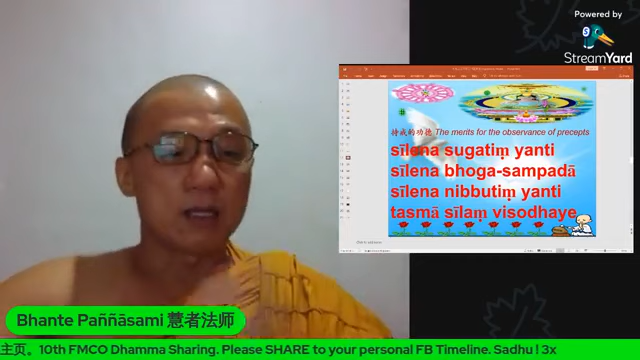 Powered by
StreamYard
持戒的功德 The merits for the observance of precepts
sīlena sugatiṃ yanti
sīlena bhoga-sampadā
sīlena nibbutiṃ yanti
tasmā sīlaṃ visodhaye
Bhante Paññāsami 慧者法师
主页。10th FMCO Dhamma Sharing. Please SHARE to your personal FB Timeline. Sadhu ! 3x